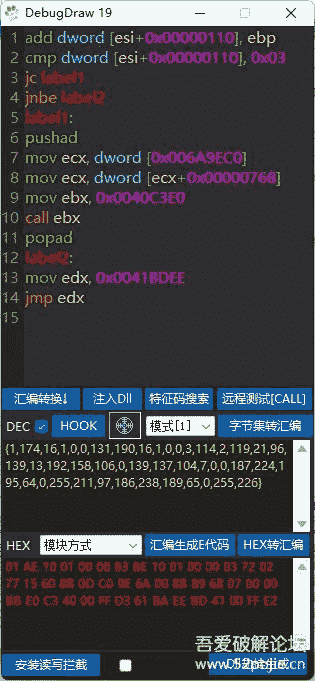 DebugDraw 19
1 add dword [esi+0x00000110], ebp
2 cmp dword [esi+0x00000110], 0x03
3 jc label1
4 jnbe label2
5 label1:
6 pushad
7 mov ecx, dword [0x006A9EC0]
8 mov ecx, dword [ecx+0x00000768]
9 mov ebx, 0x0040C3E0
10 call ebx
11 popad
12 label2:
13 mov edx, 0x0041BDEE
14 jmp edx
15
汇编转换↓ 注入Dll 特征码搜索 远程测试[CALL]
DEC HOOK 模式[1] 字节集转汇编
{1,174,16,1,0,0,131,190,16,1,0,0,3,114,2,119,21,96,
139,13,192,158,106,0,139,137,104,7,0,0,187,224,1
95,64,0,255,211,97,186,238,189,65,0,255,226}
HEX 模块方式 汇编生成E代码 HEX转汇编
01 AE 10 01 00 00 83 BE 10 01 00 00 03 72 02
77 15 60 8B 0D C0 9E 6A 00 8B 89 68 07 00 00
BB E0 C3 40 00 FF D3 61 BA EE BD 41 00 FF E2
吾爱破解论坛
安装读写拦截
www.52pojie.cn